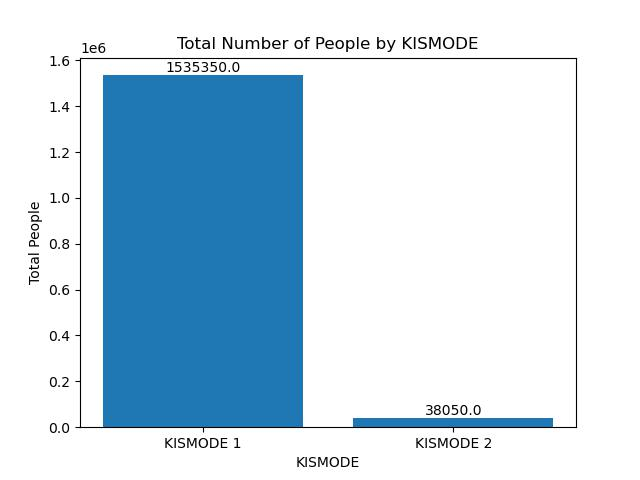 Total Number of People by KISMODE
1e6
1535350.0
38050.0
1.6
1.4
1.2
1.0
0.8
0.6
0.4
0.2
0.0
Total People
KISMODE 1
KISMODE 2
KISMODE